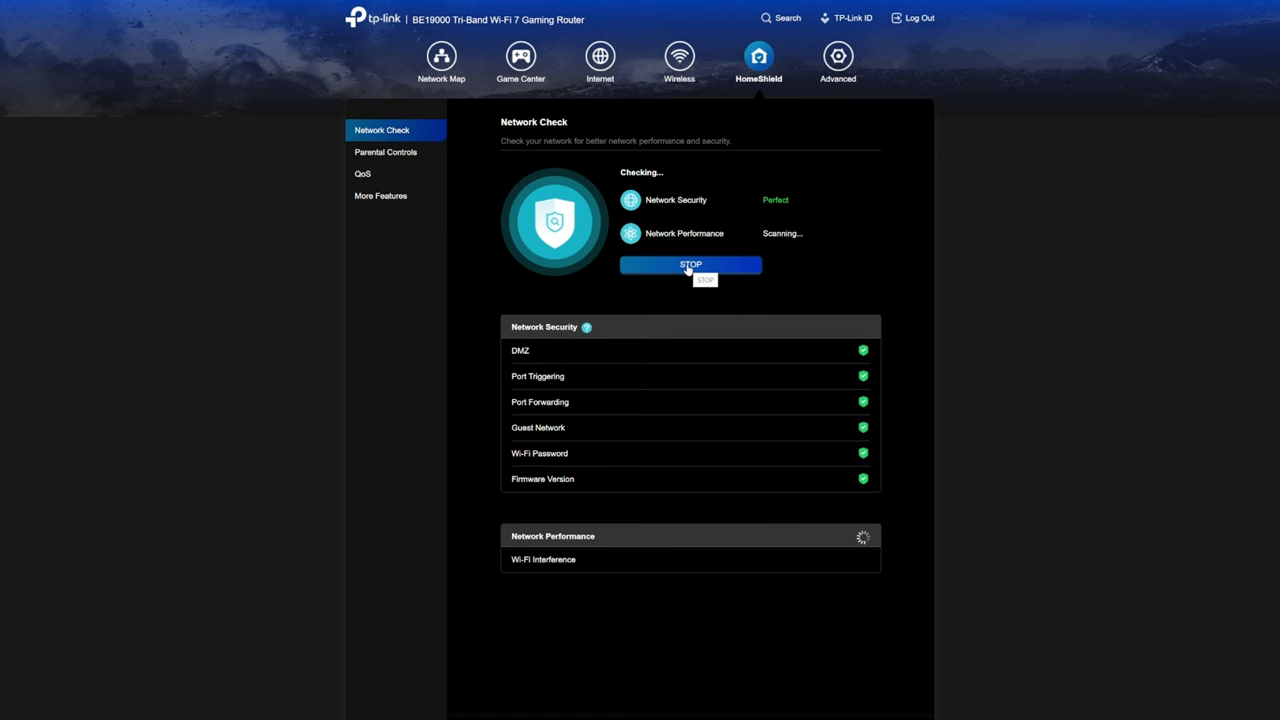 tp-link | BE19000 Tri-Band Wi-Fi 7 Gaming Router
Search TP-Link ID Log Out
Network Map Game Center Internet Wireless HomeShield Advanced
Network Check
Parental Controls
QoS
More Features
Network Check
Check your network for better network performance and security.
Checking...
Network Security Perfect
Network Performance Scanning...
STOP
STOP
Network Security ?
DMZ
Port Triggering
Port Forwarding
Guest Network
Wi-Fi Password
Firmware Version
Network Performance
Wi-Fi Interference